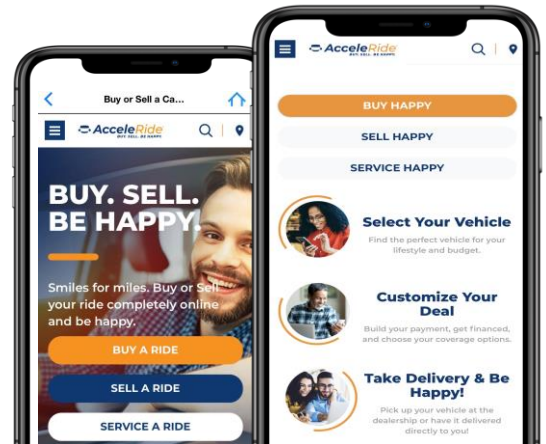 Buy or Sell a Ca...
AcceleRide
BUY. SELL. BE HAPPY.
BUY. SELL.
BE HAPPY.
Smiles for miles. Buy or Sell
your ride completely online
and be happy.
BUY A RIDE
SELL A RIDE
SERVICE A RIDE
AcceleRide
BUY. SELL. BE HAPPY.
BUY HAPPY
SELL HAPPY
SERVICE HAPPY
Select Your Vehicle
Find the perfect vehicle for your
lifestyle and budget.
Customize Your
Deal
Build your payment, get financed,
and choose your coverage options.
Take Delivery & Be
Happy!
Pick up your vehicle at the
dealership or have it delivered
directly to you!